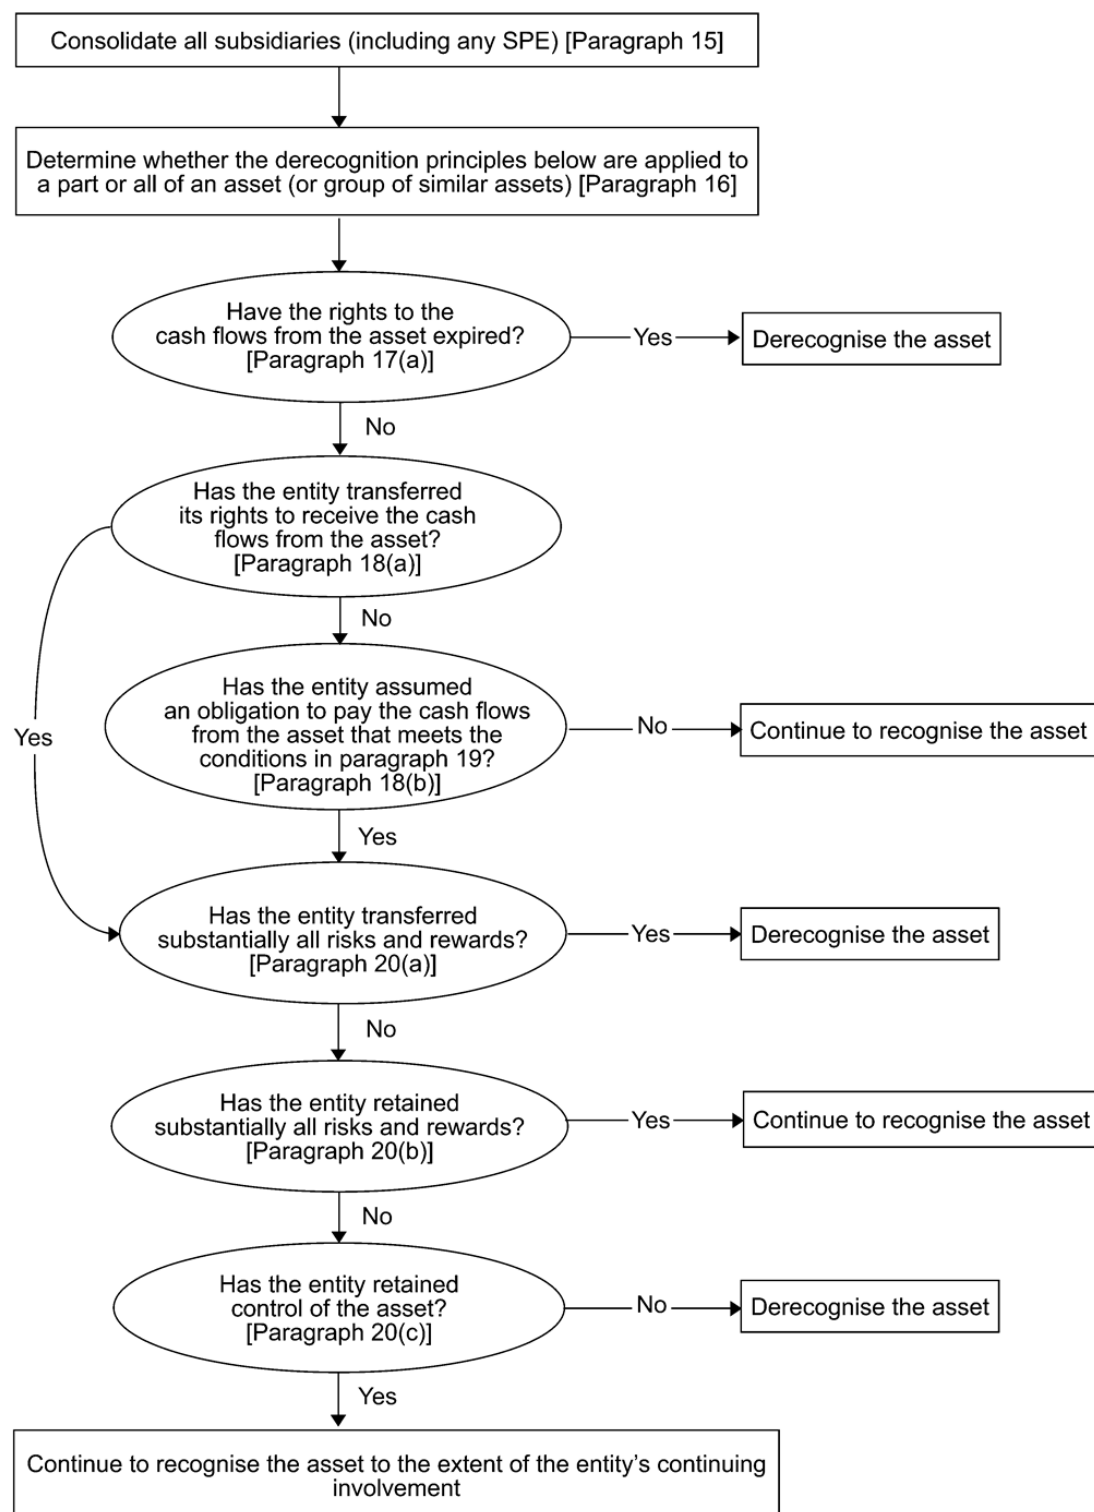 Consolidate all subsidiaries (including any SPE) [Paragraph 15]
Determine whether the derecognition principles below are applied to
a part or all of an asset (or group of similar assets) [Paragraph 16]
Have the rights to the
cash flows from the asset expired?
[Paragraph 17(a)]
Yes
Derecognise the asset
No
Has the entity transferred
its rights to receive the cash
flows from the asset?
[Paragraph 18(a)]
No
Yes
Has the entity assumed
an obligation to pay the cash flows
from the asset that meets the
conditions in paragraph 19?
[Paragraph 18(b)]
No
Continue to recognise the asset
Yes
Has the entity transferred
substantially all risks and rewards?
[Paragraph 20(a)]
Yes
Derecognise the asset
No
Has the entity retained
substantially all risks and rewards?
[Paragraph 20(b)]
Yes
Continue to recognise the asset
No
Has the entity retained
control of the asset?
[Paragraph 20(c)]
No
Derecognise the asset
Yes
Continue to recognise the asset to the extent of the entity’s continuing
involvement